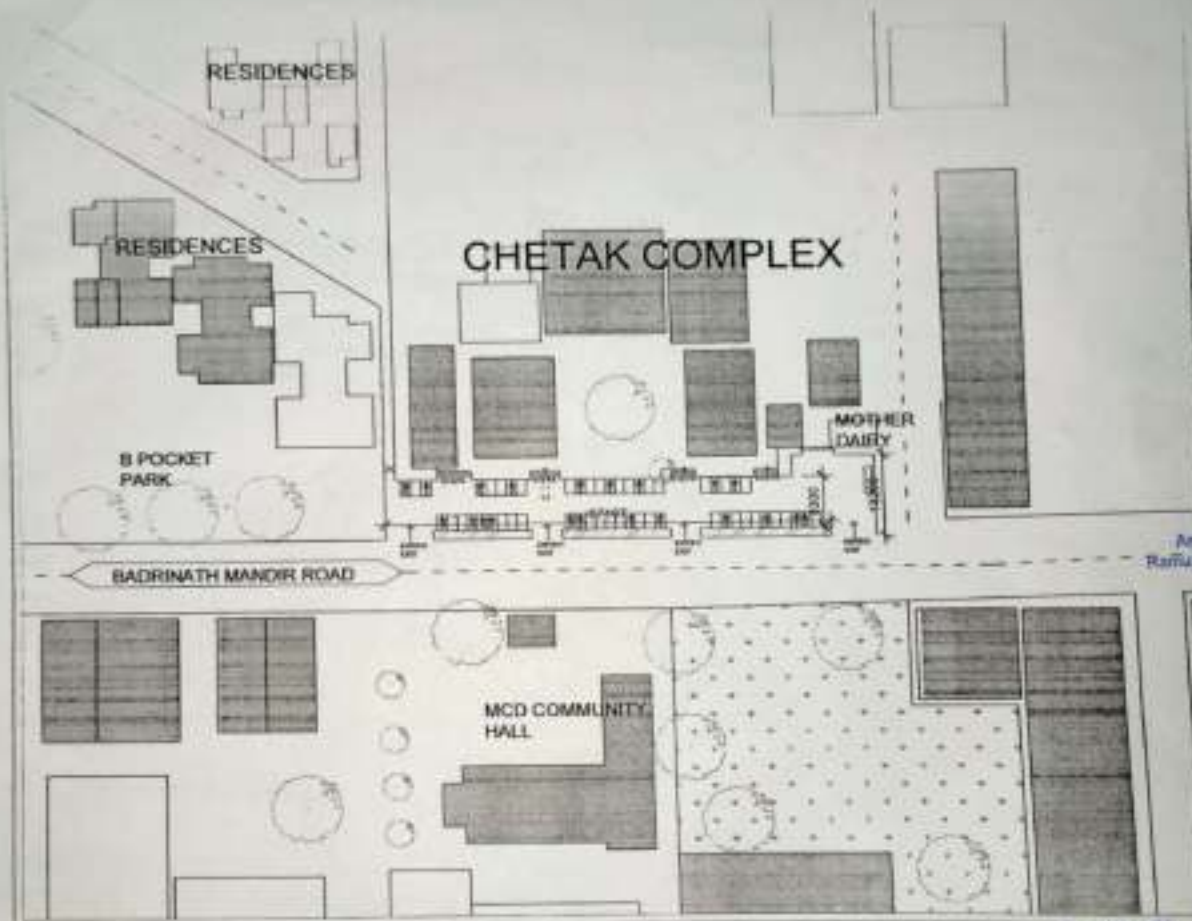 RESIDENCES
RESIDENCES
CHETAK COMPLEX
MOTHER
DAIRY
B POCKET
PARK
BADRINATH MANDIR ROAD
MCD COMMUNITY
HALL